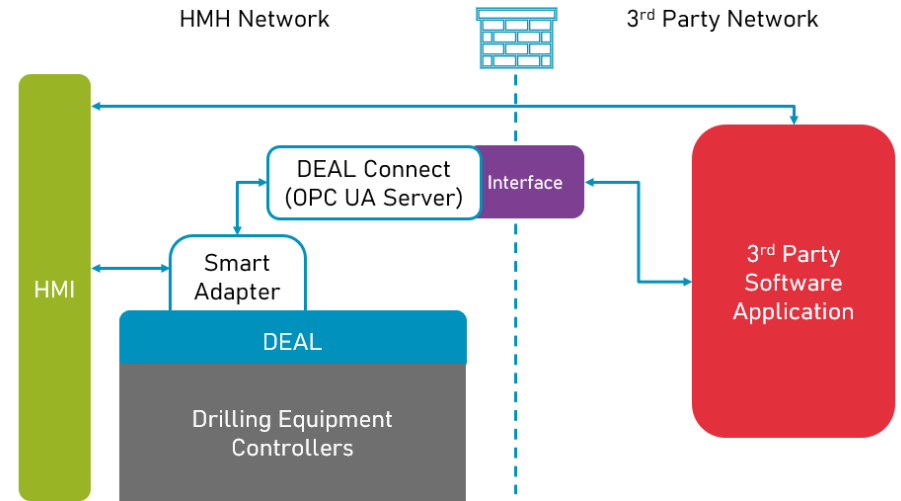 HMH Network
3rd Party Network
DEAL Connect
(OPC UA Server)
Interface
Smart
Adapter
HMI
3rd Party
Software
Application
DEAL
Drilling Equipment
Controllers